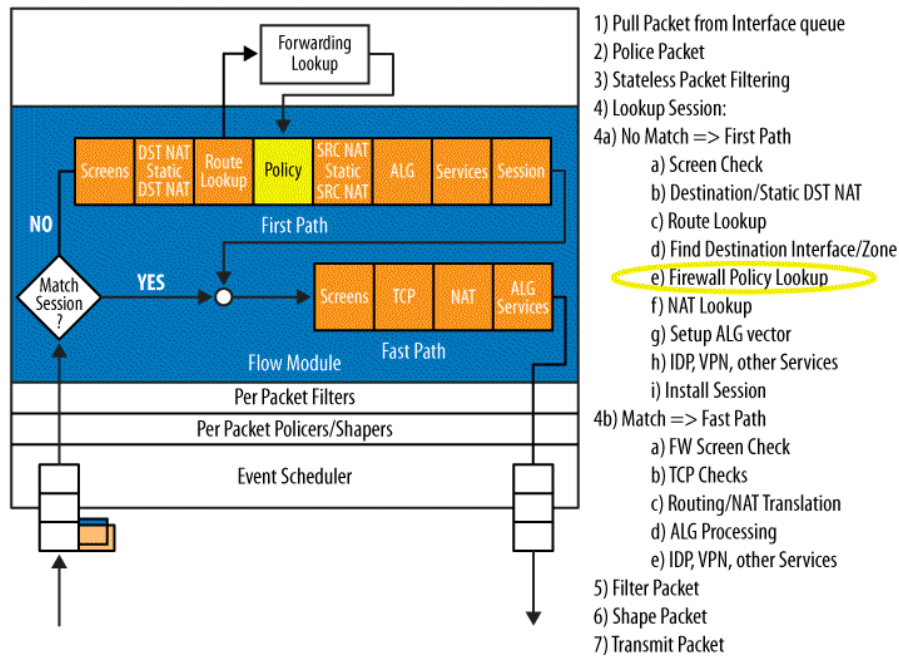 Forwarding
Lookup
Screens
DST NAT
Static
DST NAT
Route
Lookup
Policy
SRC NAT
Static
SRC NAT
ALG
Services
Session
First Path
NO
Match
Session
?
YES
Screens
TCP
NAT
ALG
Services
Fast Path
Flow Module
Per Packet Filters
Per Packet Policers/Shapers
Event Scheduler
1) Pull Packet from Interface queue
2) Police Packet
3) Stateless Packet Filtering
4) Lookup Session:
4a) No Match => First Path
a) Screen Check
b) Destination/Static DST NAT
c) Route Lookup
d) Find Destination Interface/Zone
e) Firewall Policy Lookup
f) NAT Lookup
g) Setup ALG vector
h) IDP, VPN, other Services
i) Install Session
4b) Match => Fast Path
a) FW Screen Check
b) TCP Checks
c) Routing/NAT Translation
d) ALG Processing
e) IDP, VPN, other Services
5) Filter Packet
6) Shape Packet
7) Transmit Packet